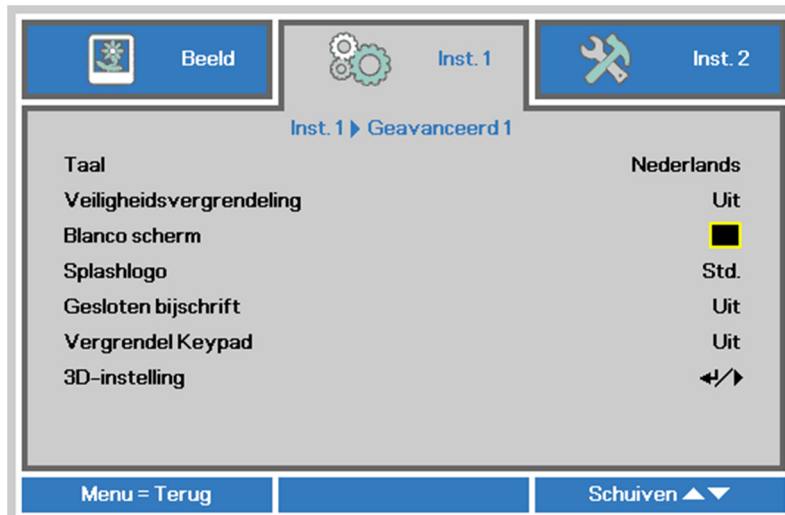 Beeld Inst. 1 Inst. 2
Inst. 1 Geavanceerd 1
Taal Nederlands
Veiligheidsvergrendeling Uit
Blanco scherm
Splashlogo Std.
Gesloten bijschrift Uit
Vergrendel Keypad Uit
3D-instelling /
Menu = Terug Schuiven